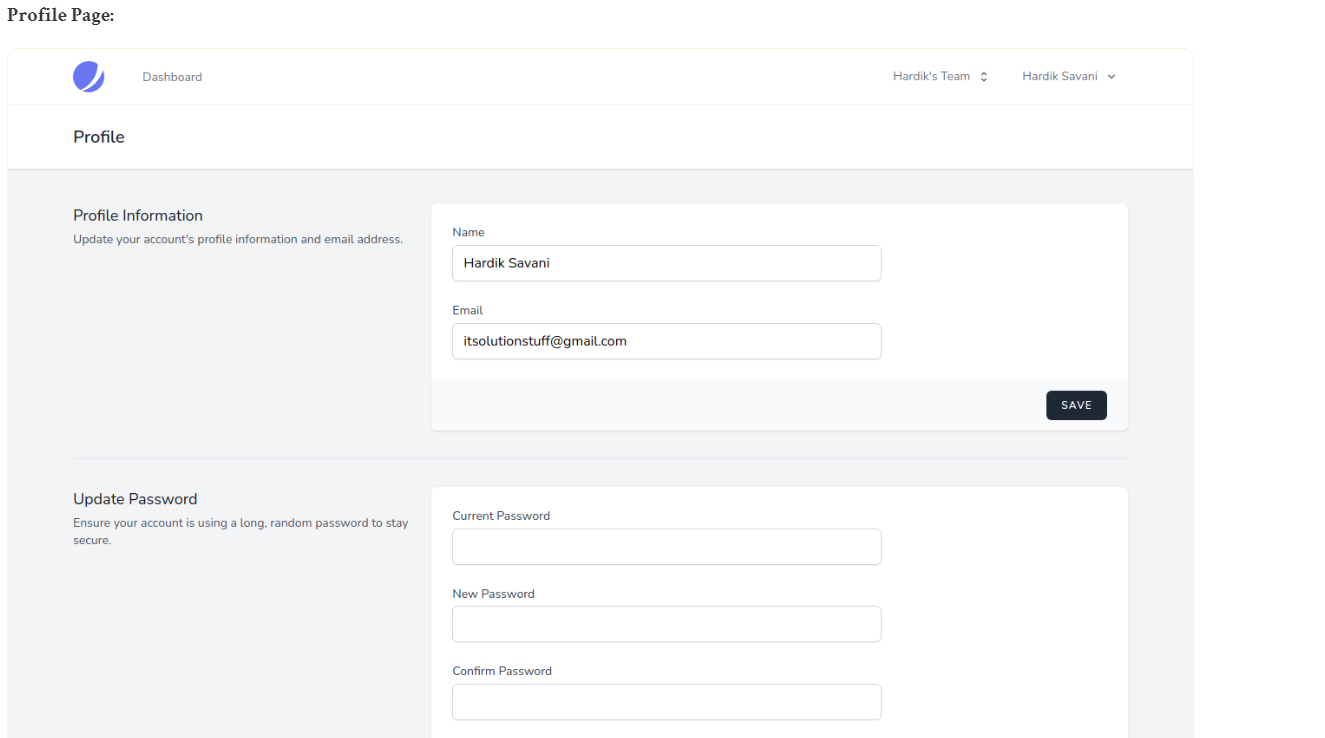 Profile Page:
Dashboard
Hardik's Team
Hardik Savani
Profile
Profile Information
Update your account's profile information and email address.
Name
Hardik Savani
Email
itsolutionstuff@gmail.com
SAVE
Update Password
Ensure your account is using a long, random password to stay
secure.
Current Password
New Password
Confirm Password